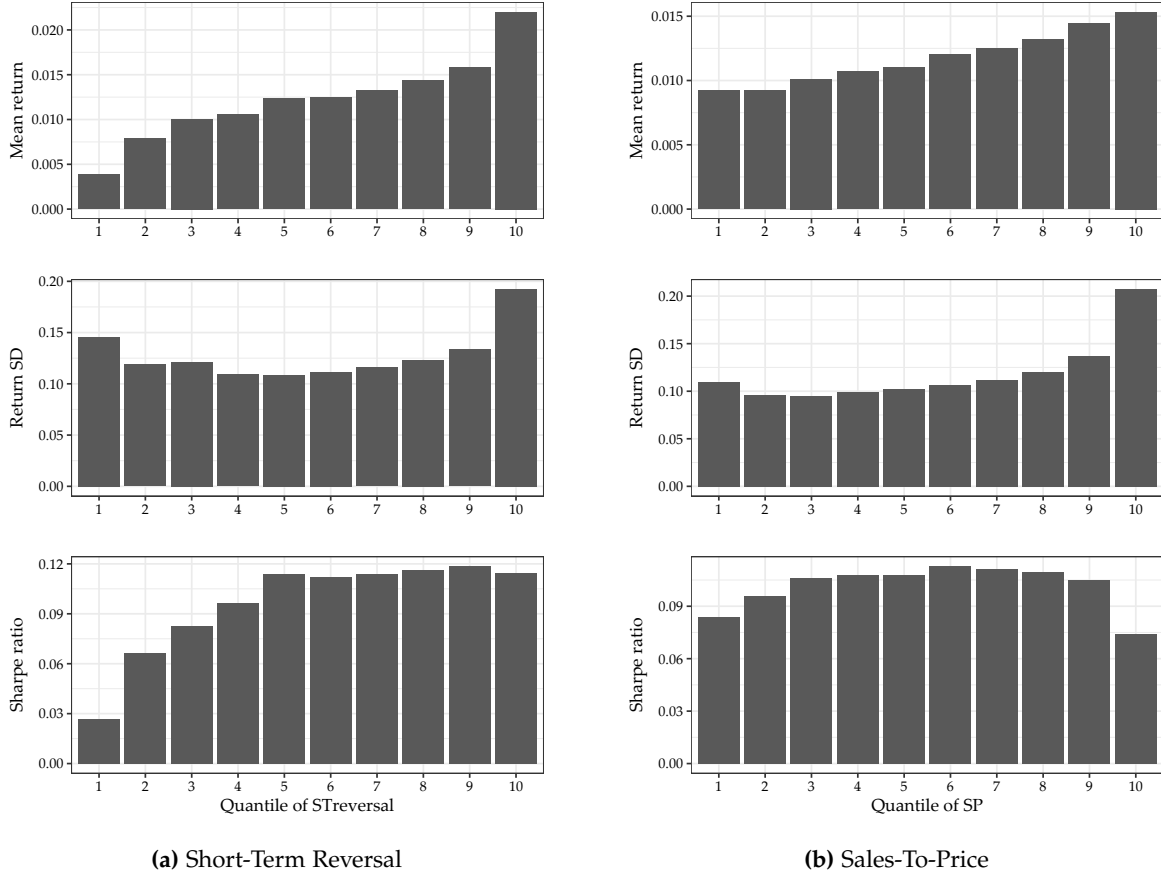 Mean return
0.020
0.015
0.010
0.005
0.000
1 2 3 4 5 6 7 8 9 10
Return SD
0.20
0.15
0.10
0.05
0.00
1 2 3 4 5 6 7 8 9 10
Sharpe ratio
0.12
0.09
0.06
0.03
0.00
1 2 3 4 5 6 7 8 9 10
Quantile of STreversal
(a) Short-Term Reversal
Mean return
0.015
0.010
0.005
0.000
1 2 3 4 5 6 7 8 9 10
Return SD
0.20
0.15
0.10
0.05
0.00
1 2 3 4 5 6 7 8 9 10
Sharpe ratio
0.09
0.06
0.03
0.00
1 2 3 4 5 6 7 8 9 10
Quantile of SP
(b) Sales-To-Price